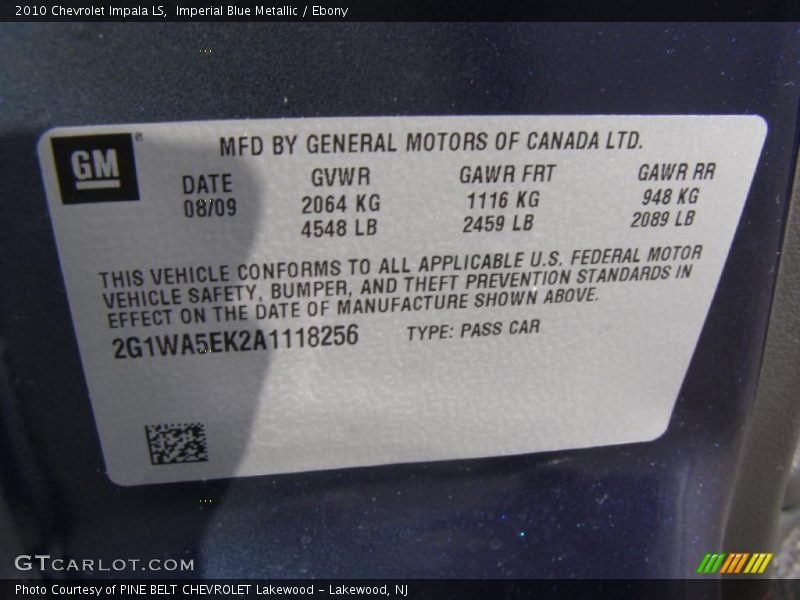 2010 Chevrolet Impala LS, Imperial Blue Metallic / Ebony
GM®
MFD BY GENERAL MOTORS OF CANADA LTD.
DATE GVWR GAWR FRT GAWR RR
08/09 2064 KG 1116 KG 948 KG
4548 LB 2459 LB 2089 LB
THIS VEHICLE CONFORMS TO ALL APPLICABLE U.S. FEDERAL MOTOR
VEHICLE SAFETY, BUMPER, AND THEFT PREVENTION STANDARDS IN
EFFECT ON THE DATE OF MANUFACTURE SHOWN ABOVE.
2G1WA5EK2A1118256 TYPE: PASS CAR
GTCARLOT.COM
Photo Courtesy of PINE BELT CHEVROLET Lakewood - Lakewood, NJ